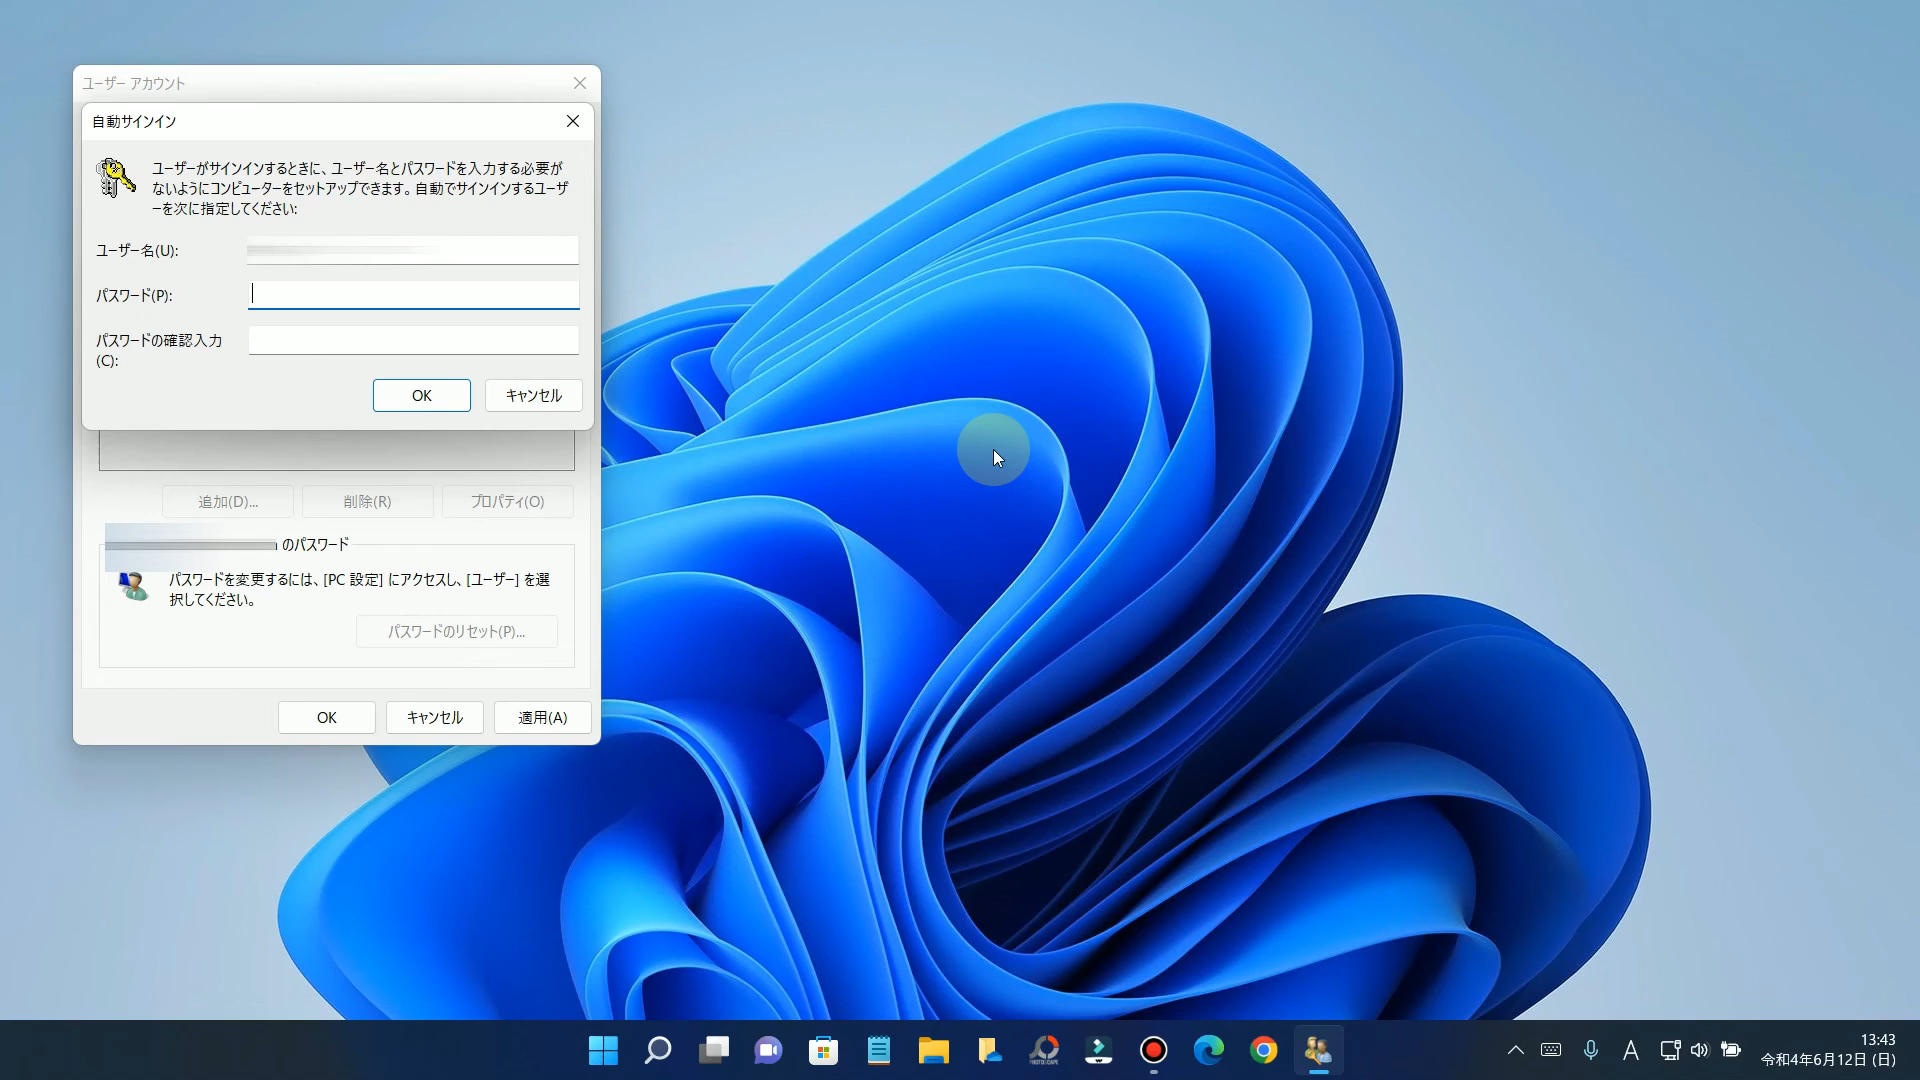 ユーザー アカウント
自動サインイン
ユーザーがサインインするときに、ユーザー名とパスワードを入力する必要が
ないようにコンピューターをセットアップできます。自動でサインインするユーザ
ーを次に指定してください:
ユーザー名(U):
パスワード(P):
パスワードの確認入力
(C):
OK
キャンセル
追加(D)...
削除(R)
プロパティ(O)
のパスワード
パスワードを変更するには、[PC 設定] にアクセスし、[ユーザー] を選
択してください。
パスワードのリセット(P)...
OK
キャンセル
適用(A)
A
13:43
令和4年6月12日 (日)